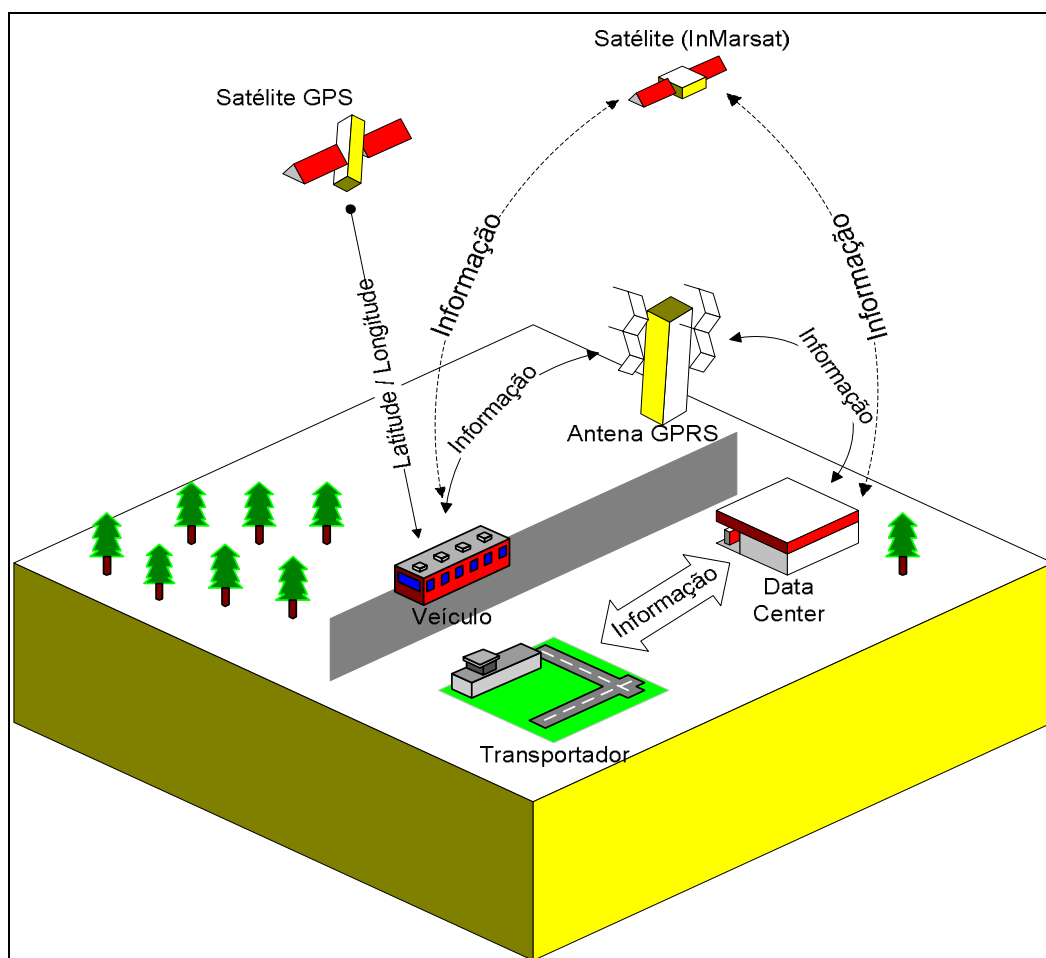 Satélite (InMarsat)
Satélite GPS
Informação
Informação
Latitude / Longitude
Informação
Informação
Antena GPRS
Informação
Data
Center
Veículo
Transportador